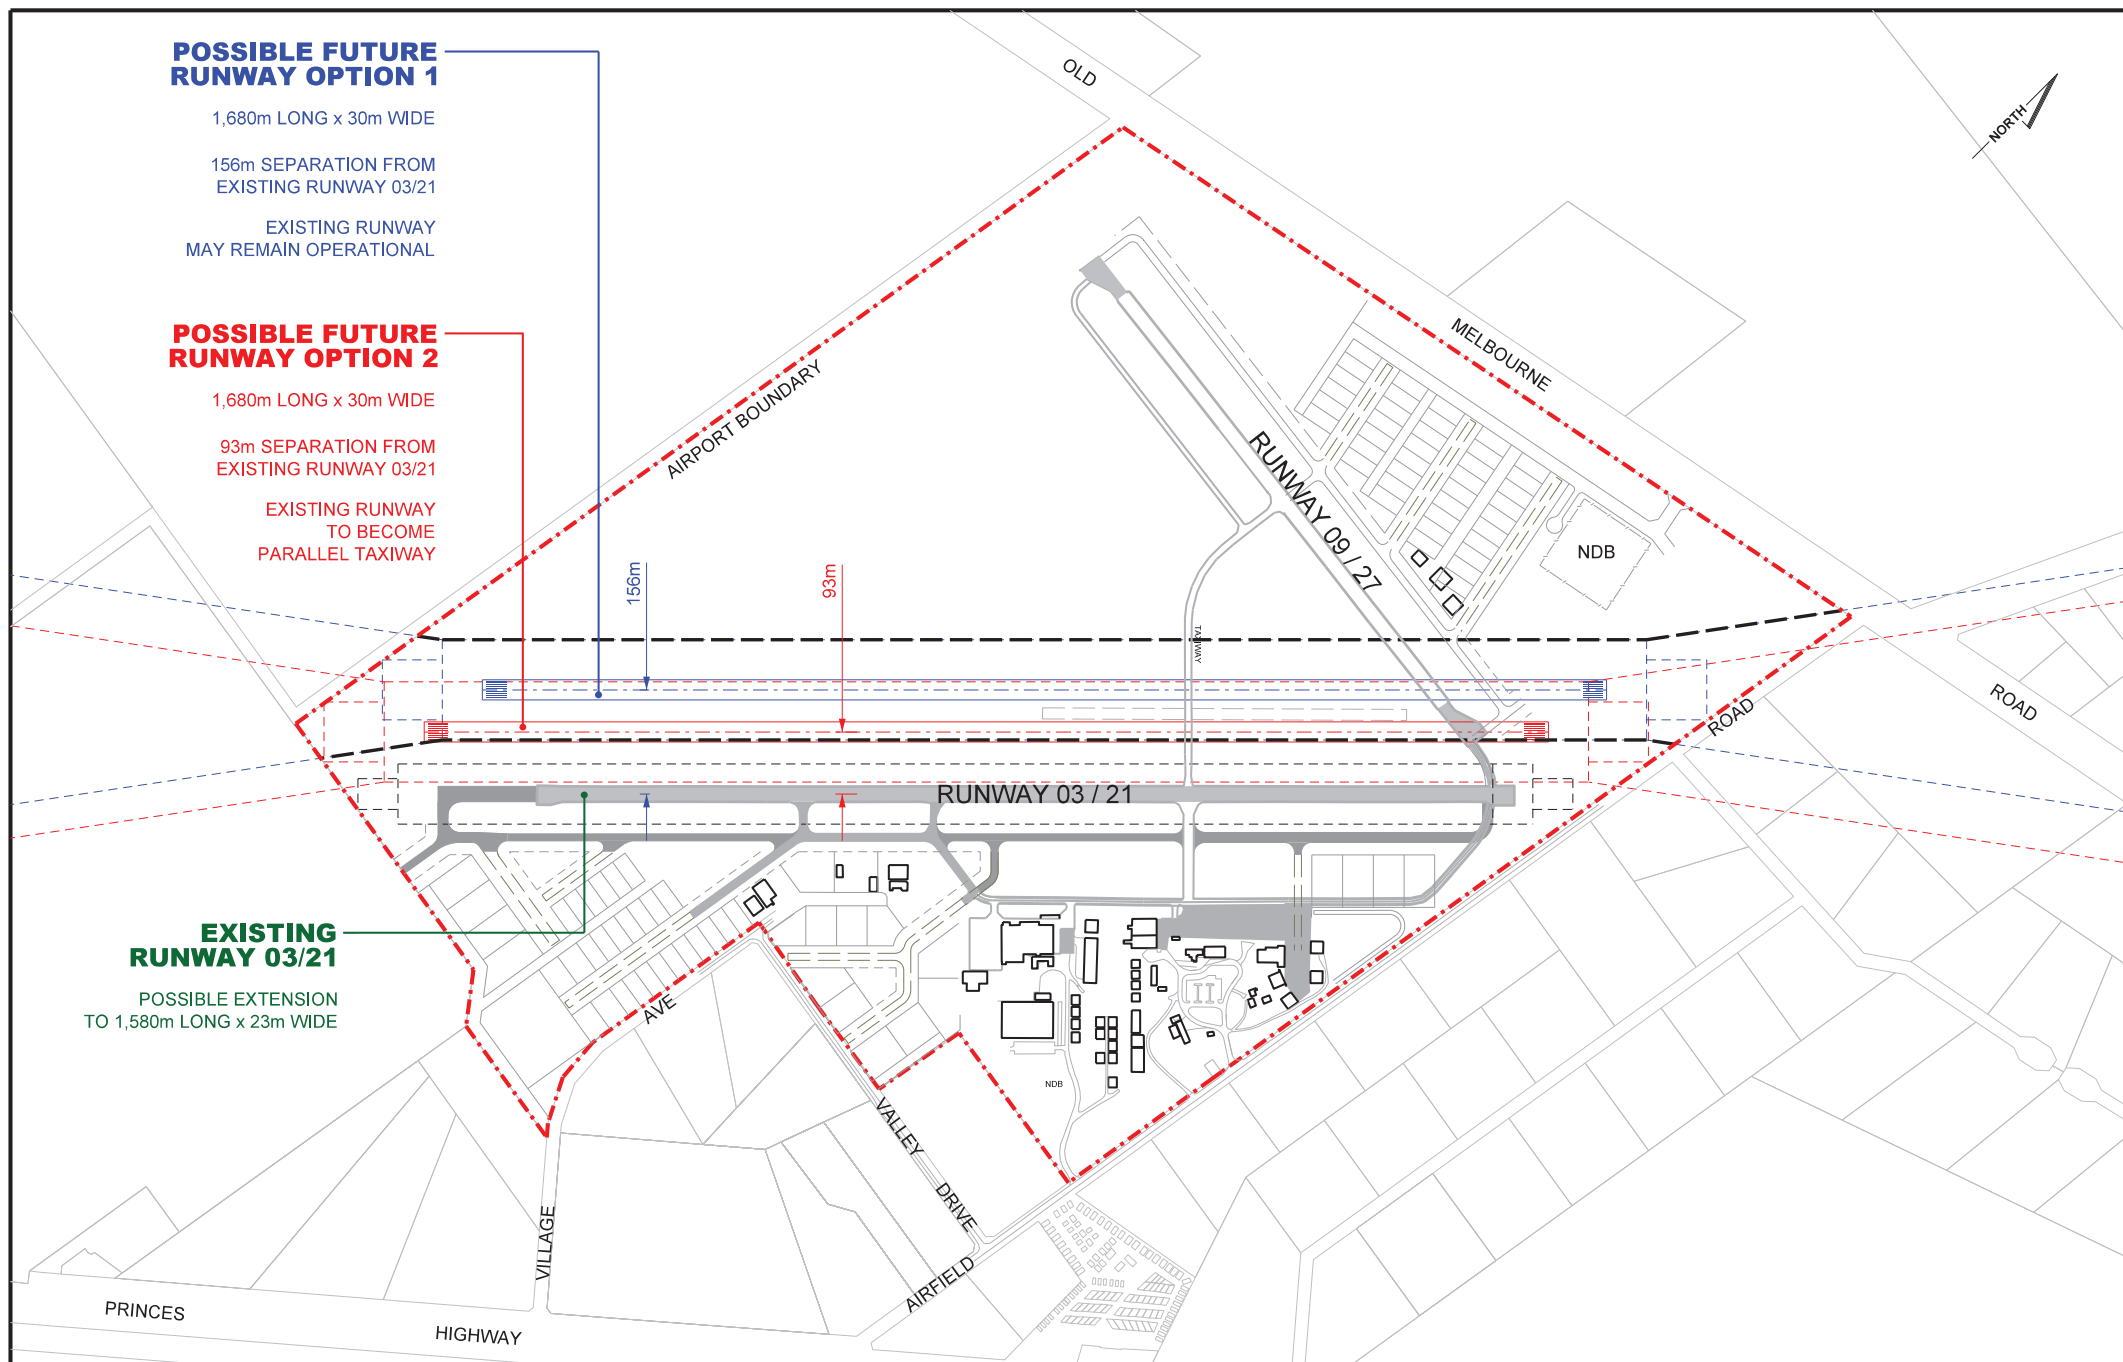 POSSIBLE FUTURE
RUNWAY OPTION 1
1,680m LONG x 30m WIDE
156m SEPARATION FROM
EXISTING RUNWAY 03/21
EXISTING RUNWAY
MAY REMAIN OPERATIONAL
POSSIBLE FUTURE
RUNWAY OPTION 2
1,680m LONG x 30m WIDE
93m SEPARATION FROM
EXISTING RUNWAY 03/21
EXISTING RUNWAY
TO BECOME
PARALLEL TAXIWAY
EXISTING
RUNWAY 03/21
POSSIBLE EXTENSION
TO 1,580m LONG x 23m WIDE
OLD
MELBOURNE
ROAD
NORTH
AIRPORT BOUNDARY
RUNWAY 09 / 27
NDB
156m
93m
TAXIWAY
ROAD
RUNWAY 03 / 21
AVE
NDB
VALLEY
DRIVE
VILLAGE
AIRFIELD
PRINCES
HIGHWAY